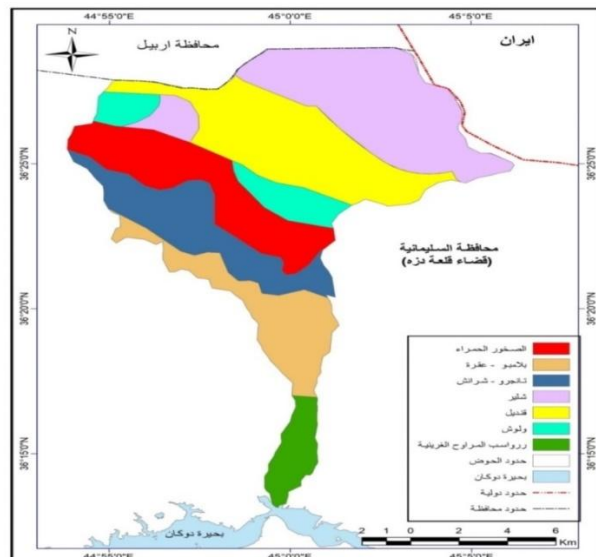 44°55'0"E
45°0'0"E
45°5'0"E
N
محافظة اربيل
ايران
36°25'0"N
36°25'0"N
محافظة السليمانية
(قضاء قلعة دزه)
36°20'0"N
36°20'0"N
الصخور الحمراء
بلامبو - عقرة
تانجرو - شرانش
شلير
قنديل
ولوش
ررواسب المراوح الغرينية
حدود الحوض
بحيرة دوكان
حدود دولية
حدود محافظة
36°15'0"N
36°15'0"N
بحيرة دوكان
2 1 0 2 4 6
Km
44°55'0"E
45°0'0"E
45°5'0"E